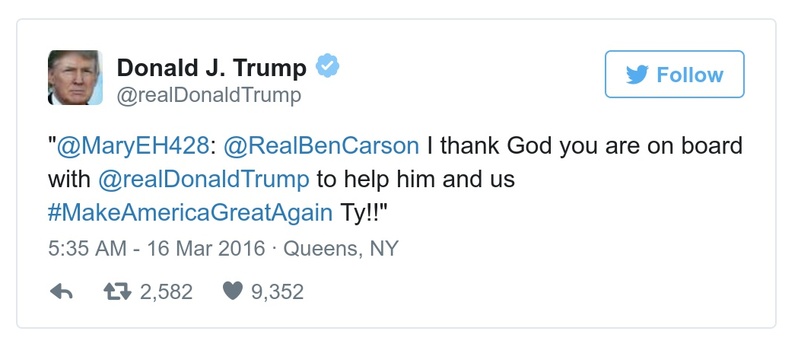 Donald J. Trump
@realDonaldTrump
Follow
"@MaryEH428: @RealBenCarson I thank God you are on board
with @realDonaldTrump to help him and us
#MakeAmericaGreatAgain Ty!!"
5:35 AM - 16 Mar 2016 · Queens, NY
2,582 9,352